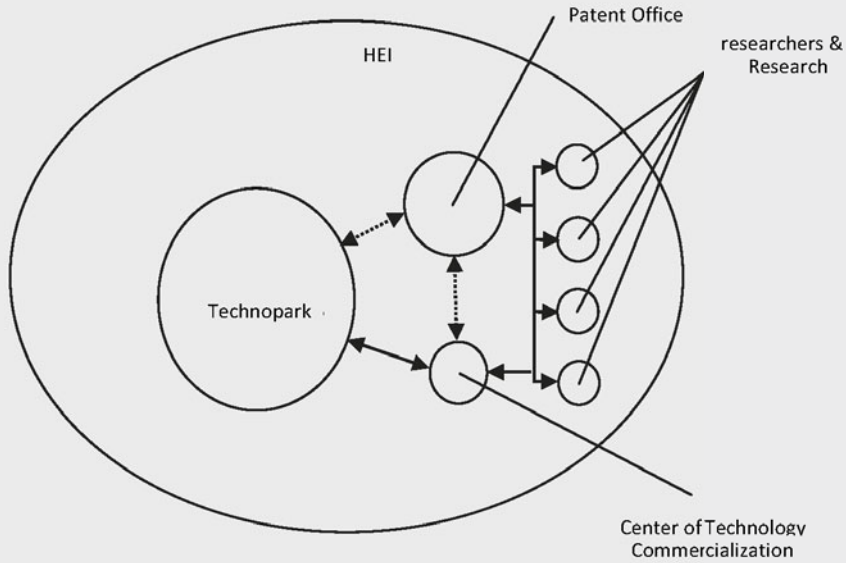 Patent Office
researchers &
Research
HEI
Technopark
Center of Technology
Commercialization